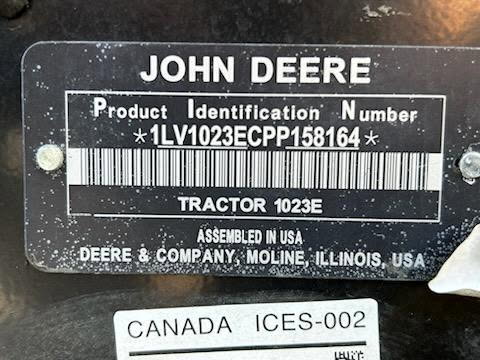 JOHN DEERE
Product Identification Number
*1LV1023ECPP158164*
TRACTOR 1023E
ASSEMBLED IN USA
DEERE & COMPANY, MOLINE, ILLINOIS, USA
CANADA ICES-002